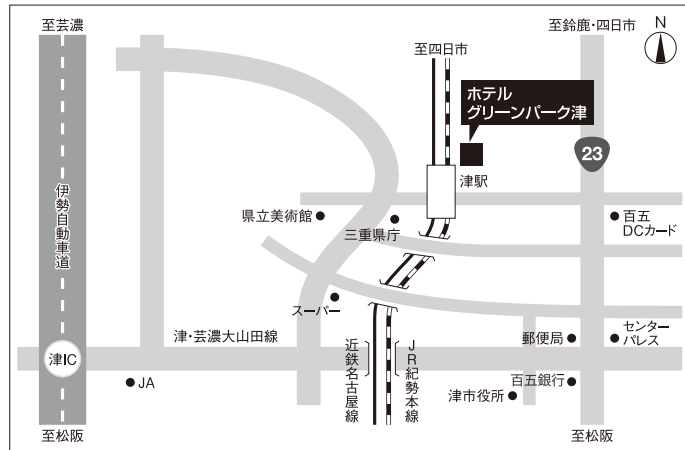 至芸濃
至鈴鹿・四日市
N
至四日市
ホテル
グリーンパーク津
23
津駅
伊勢自動車道
県立美術館
三重県庁
百五
DCカード
スーパー
津・芸濃大山田線
近鉄名古屋線
JR紀勢本線
郵便局
センター
パレス
津IC
JA
百五銀行
津市役所
至松阪
至松阪